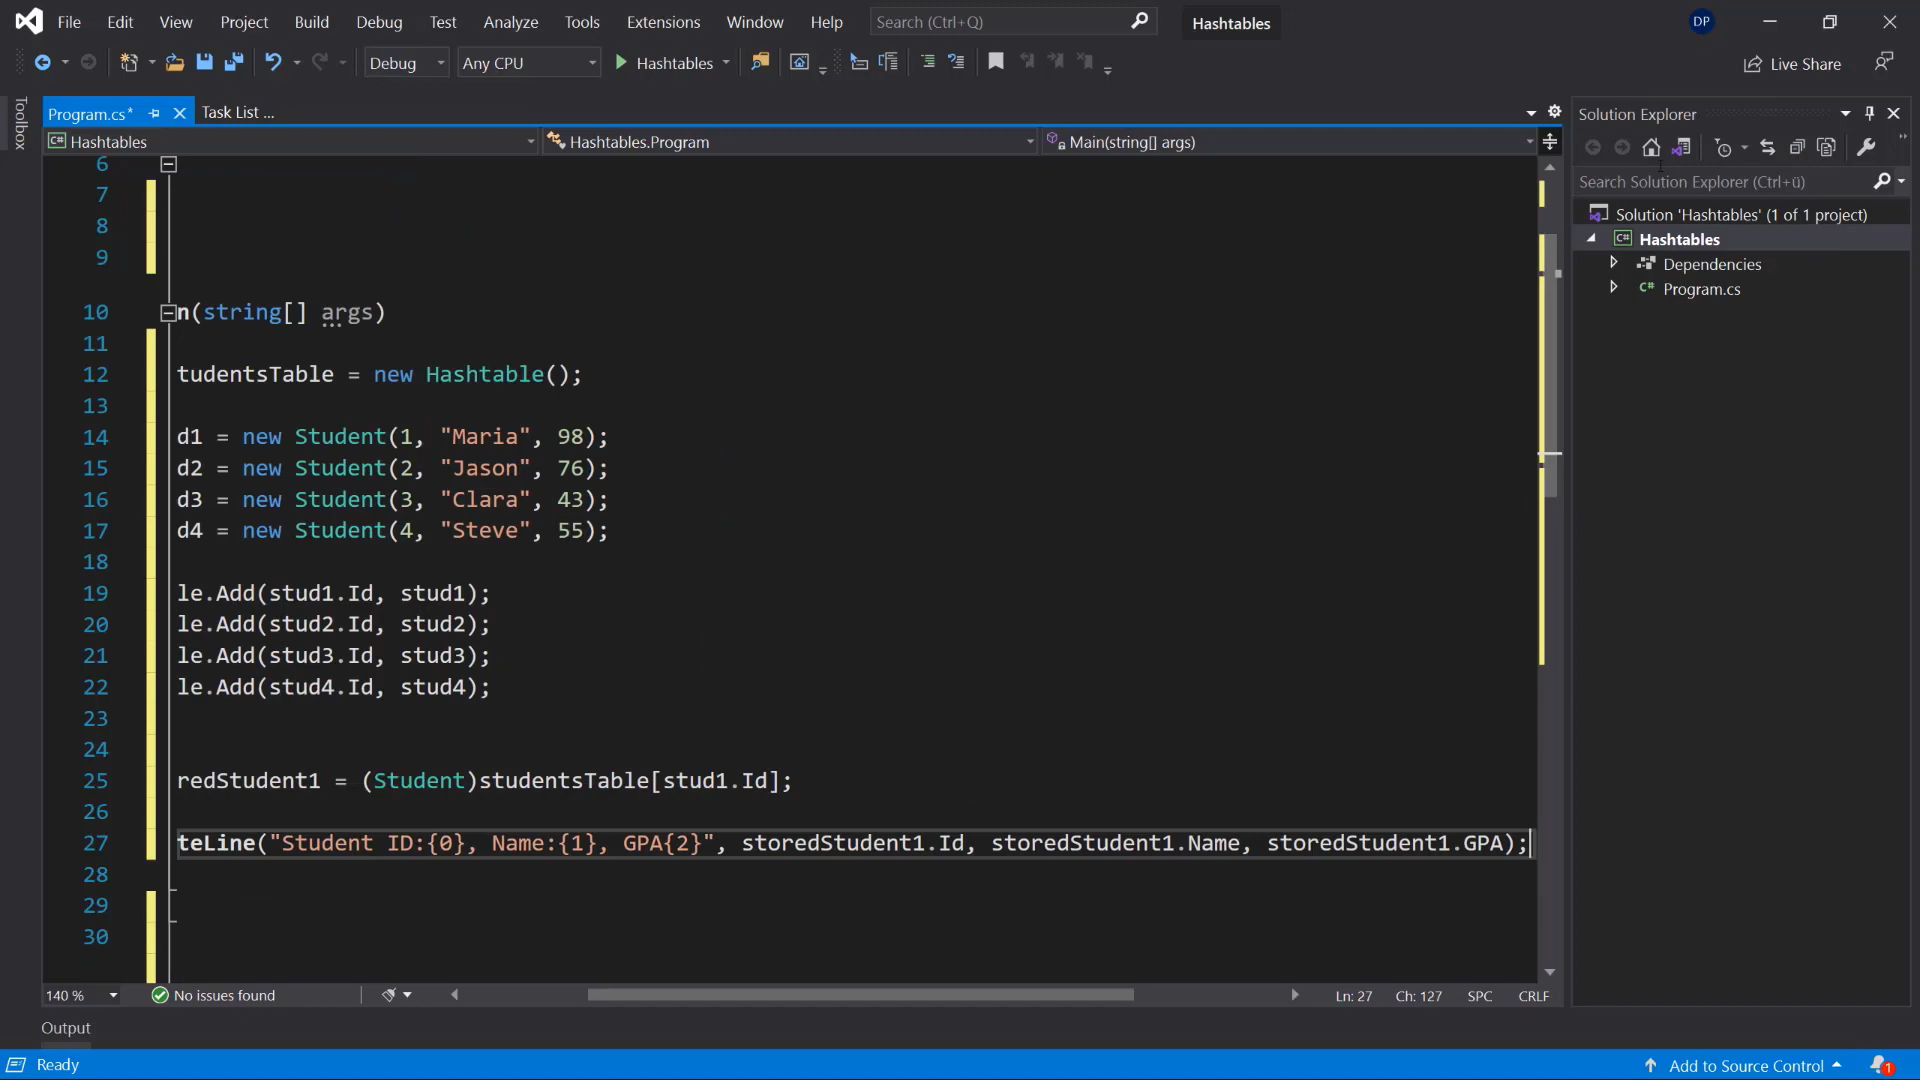 File Edit View Project Build Debug Test Analyze Tools Extensions Window Help Search (Ctrl+Q) Hashtables DP
Debug Any CPU Hashtables Live Share
Toolbox
Program.cs* Task List ...
C# Hashtables Hashtables.Program Main(string[] args)
6
7
8
9
10 n(string[] args)
11
12 tudentsTable = new Hashtable();
13
14 d1 = new Student(1, "Maria", 98);
15 d2 = new Student(2, "Jason", 76);
16 d3 = new Student(3, "Clara", 43);
17 d4 = new Student(4, "Steve", 55);
18
19 le.Add(stud1.Id, stud1);
20 le.Add(stud2.Id, stud2);
21 le.Add(stud3.Id, stud3);
22 le.Add(stud4.Id, stud4);
23
24
25 redStudent1 = (Student)studentsTable[stud1.Id];
26
27 teLine("Student ID:{0}, Name:{1}, GPA{2}", storedStudent1.Id, storedStudent1.Name, storedStudent1.GPA);
28
29
30
140 % No issues found Ln: 27 Ch: 127 SPC CRLF
Solution Explorer
Search Solution Explorer (Ctrl+ü)
Solution 'Hashtables' (1 of 1 project)
C# Hashtables
Dependencies
C# Program.cs
Output
Ready Add to Source Control 1